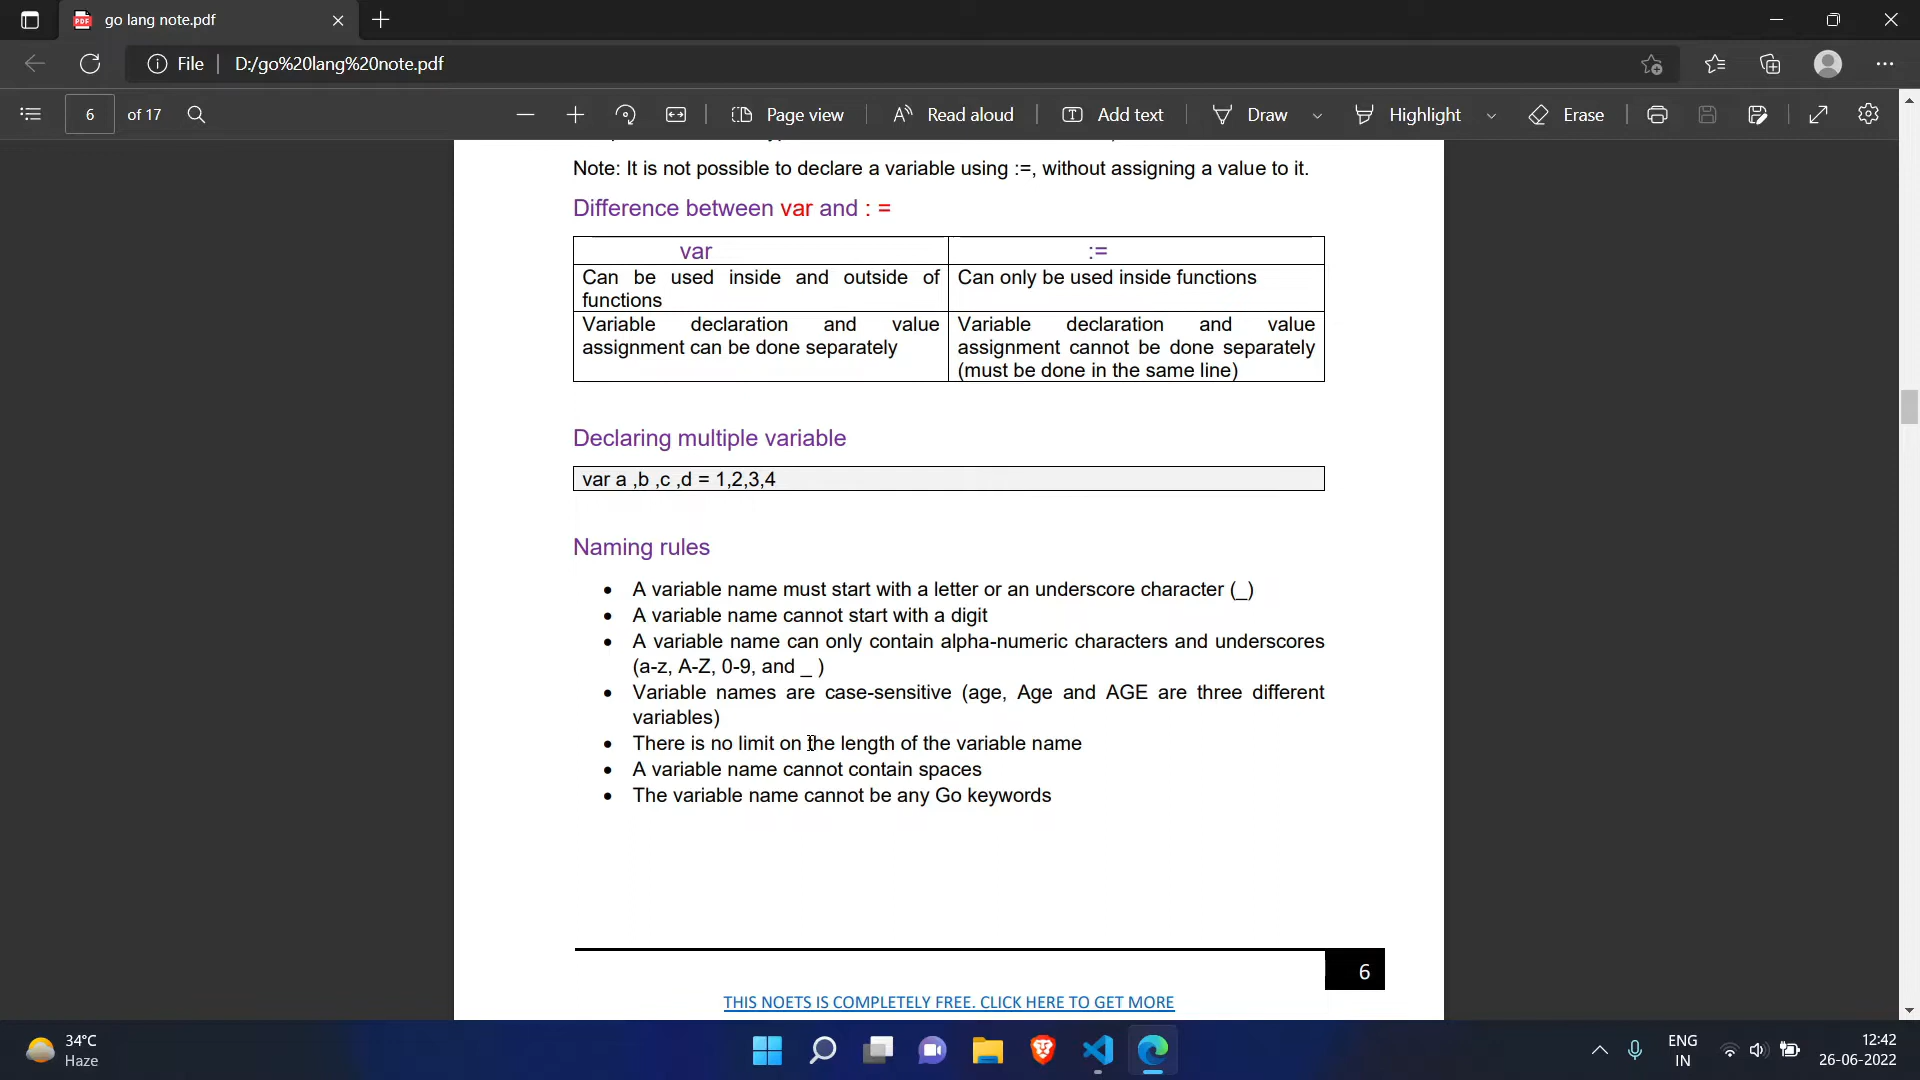 go lang note.pdf
File
D:/go%20lang%20note.pdf
6 of 17
Page view
Read aloud
Add text
Draw
Highlight
Erase
Note: It is not possible to declare a variable using :=, without assigning a value to it.
Difference between var and : =
var :=
Can be used inside and outside of
functions
Can only be used inside functions
Variable declaration and value
assignment can be done separately
Variable declaration and value
assignment cannot be done separately
(must be done in the same line)
Declaring multiple variable
var a ,b ,c ,d = 1,2,3,4
Naming rules
• A variable name must start with a letter or an underscore character (_)
• A variable name cannot start with a digit
• A variable name can only contain alpha-numeric characters and underscores
(a-z, A-Z, 0-9, and _ )
• Variable names are case-sensitive (age, Age and AGE are three different
variables)
• There is no limit on the length of the variable name
• A variable name cannot contain spaces
• The variable name cannot be any Go keywords
6
THIS NOETS IS COMPLETELY FREE. CLICK HERE TO GET MORE
34°C
Haze
ENG
IN
12:42
26-06-2022